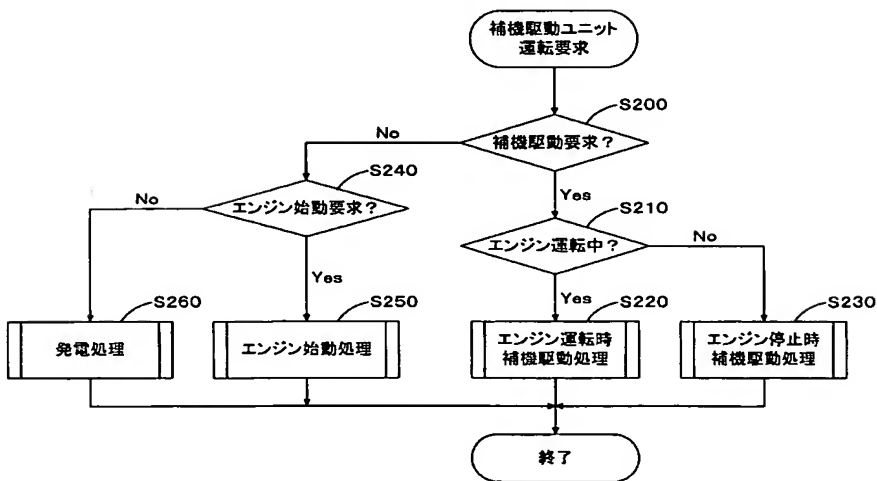 補機駆動ユニット
運転要求
S200
補機駆動要求?
No
Yes
S240
エンジン始動要求?
No
Yes
S210
エンジン運転中?
No
Yes
S260
発電処理
S250
エンジン始動処理
S220
エンジン運転時
補機駆動処理
S230
エンジン停止時
補機駆動処理
終了